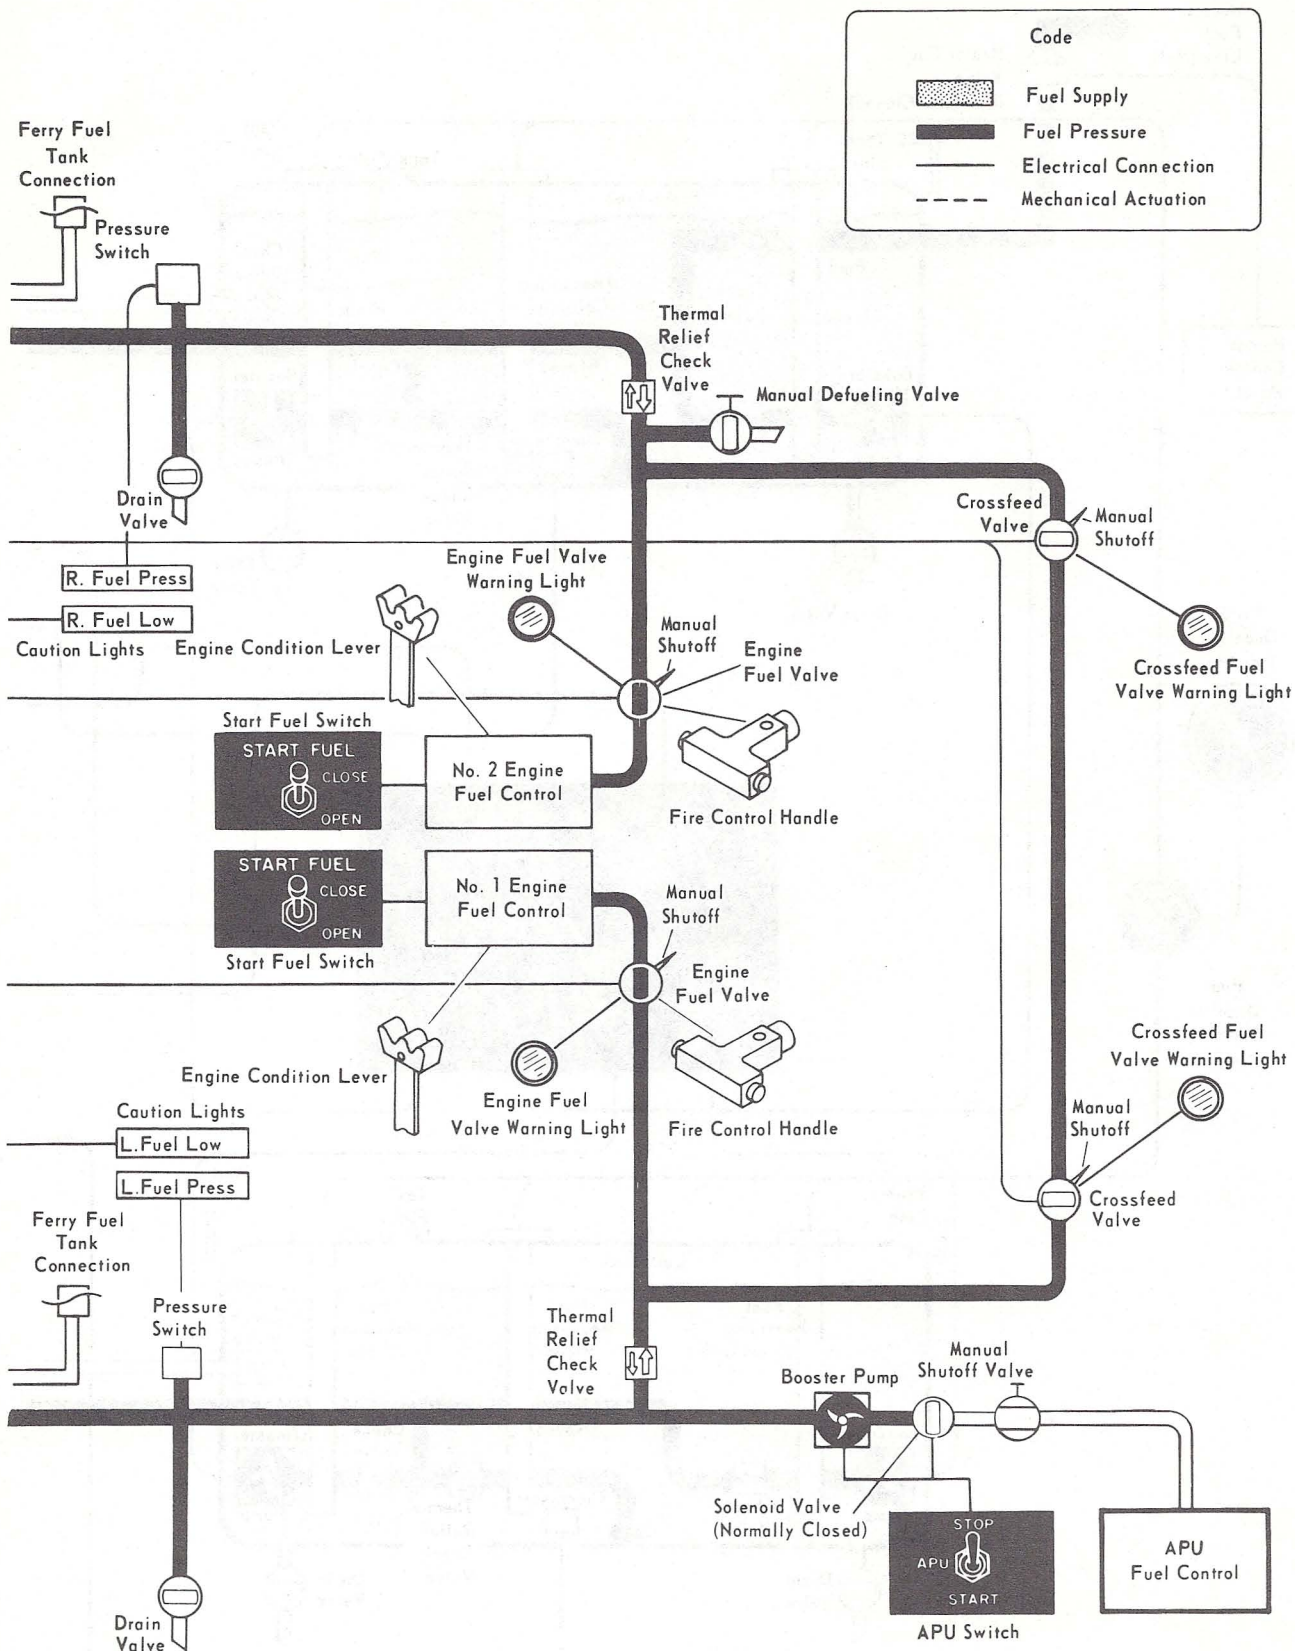 Code
Fuel Supply
Fuel Pressure
Electrical Connection
Mechanical Actuation
Ferry Fuel
Tank
Connection
Pressure
Switch
Thermal
Relief
Check
Valve
Manual Defueling Valve
Drain
Valve
Crossfeed
Valve
Manual
Shutoff
R. Fuel Press
R. Fuel Low
Caution Lights
Engine Condition Lever
Engine Fuel Valve
Warning Light
Manual
Shutoff
Engine
Fuel Valve
Crossfeed Fuel
Valve Warning Light
Start Fuel Switch
START FUEL
CLOSE
OPEN
No. 2 Engine
Fuel Control
Fire Control Handle
START FUEL
CLOSE
OPEN
Start Fuel Switch
No. 1 Engine
Fuel Control
Manual
Shutoff
Engine
Fuel Valve
Engine Condition Lever
Engine Fuel
Valve Warning Light
Fire Control Handle
Crossfeed Fuel
Valve Warning Light
Manual
Shutoff
Crossfeed
Valve
Caution Lights
L. Fuel Low
L. Fuel Press
Ferry Fuel
Tank
Connection
Pressure
Switch
Thermal
Relief
Check
Valve
Booster Pump
Manual
Shutoff Valve
Solenoid Valve
(Normally Closed)
STOP
APU
START
APU Switch
APU
Fuel Control
Drain
Valve